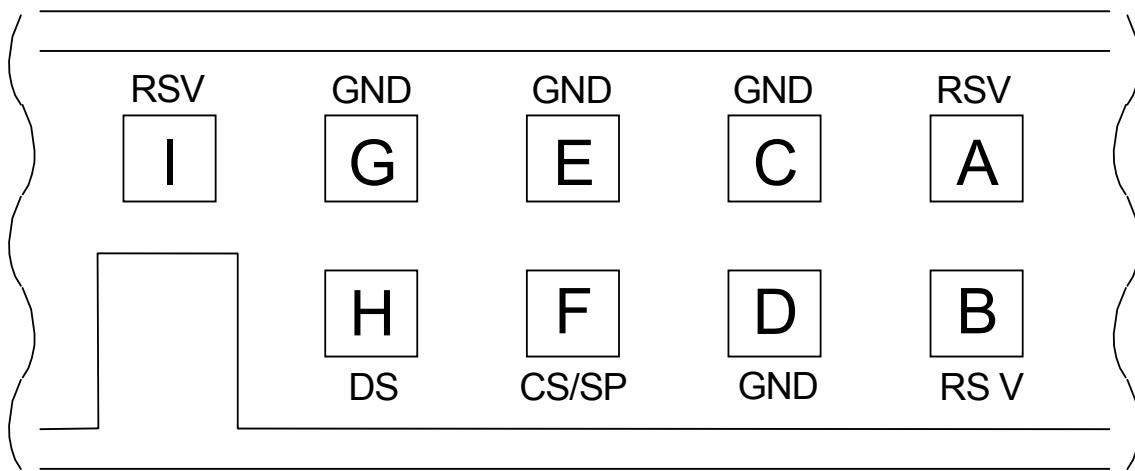 RSV GND GND GND RSV
I G E C A
H F D B
DS CS/SP GND RS V